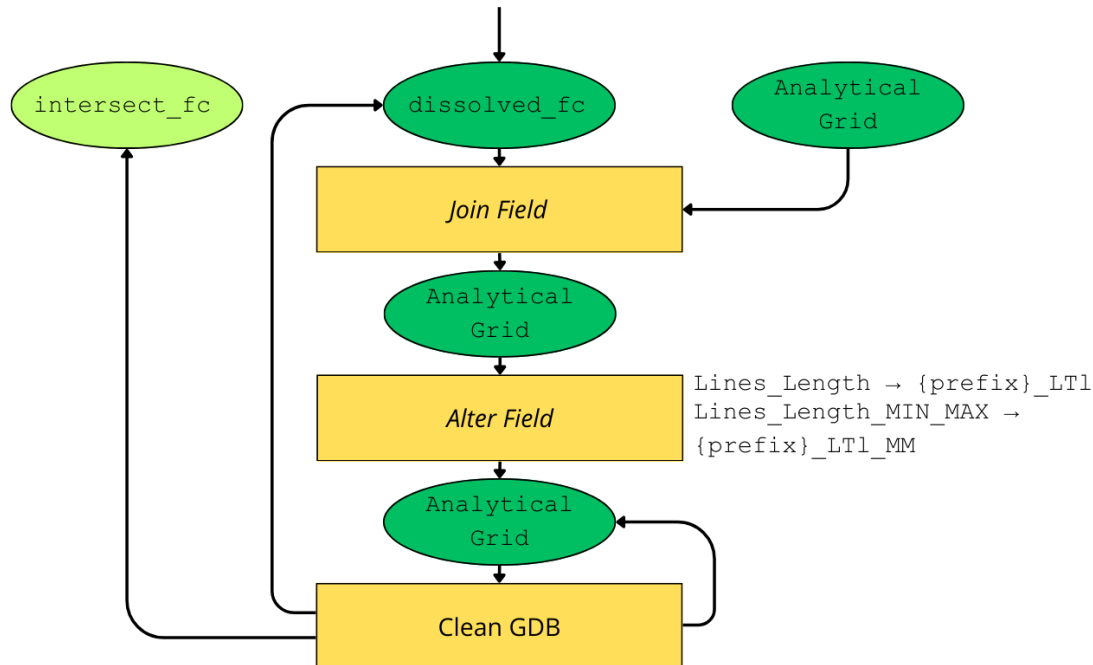 intersect_fc
dissolved_fc
Analytical
Grid
Join Field
Analytical
Grid
Alter Field
Lines_Length → {prefix}_LTl
Lines_Length_MIN_MAX →
{prefix}_LTl_MM
Analytical
Grid
Clean GDB